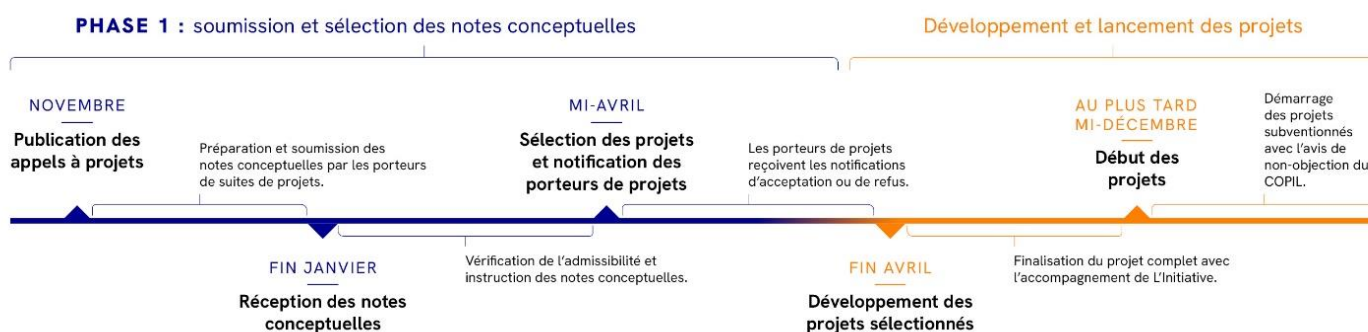 PHASE 1 : soumission et sélection des notes conceptuelles
Développement et lancement des projets
NOVEMBRE
Publication des
appels à projets
Préparation et soumission des
notes conceptuelles par les porteurs
de suites de projets.
FIN JANVIER
Réception des notes
conceptuelles
Vérification de l’admissibilité et
instruction des notes conceptuelles.
MI-AVRIL
Sélection des projets
et notification des
porteurs de projets
Les porteurs de projets
reçoivent les notifications
d’acceptation ou de refus.
FIN AVRIL
Développement des
projets sélectionnés
Finalisation du projet complet avec
l’accompagnement de L’Initiative.
AU PLUS TARD
MI-DÉCEMBRE
Début des
projets
Démarrage
des projets
subventionnés
avec l’avis de
non-objection du
COPIL.